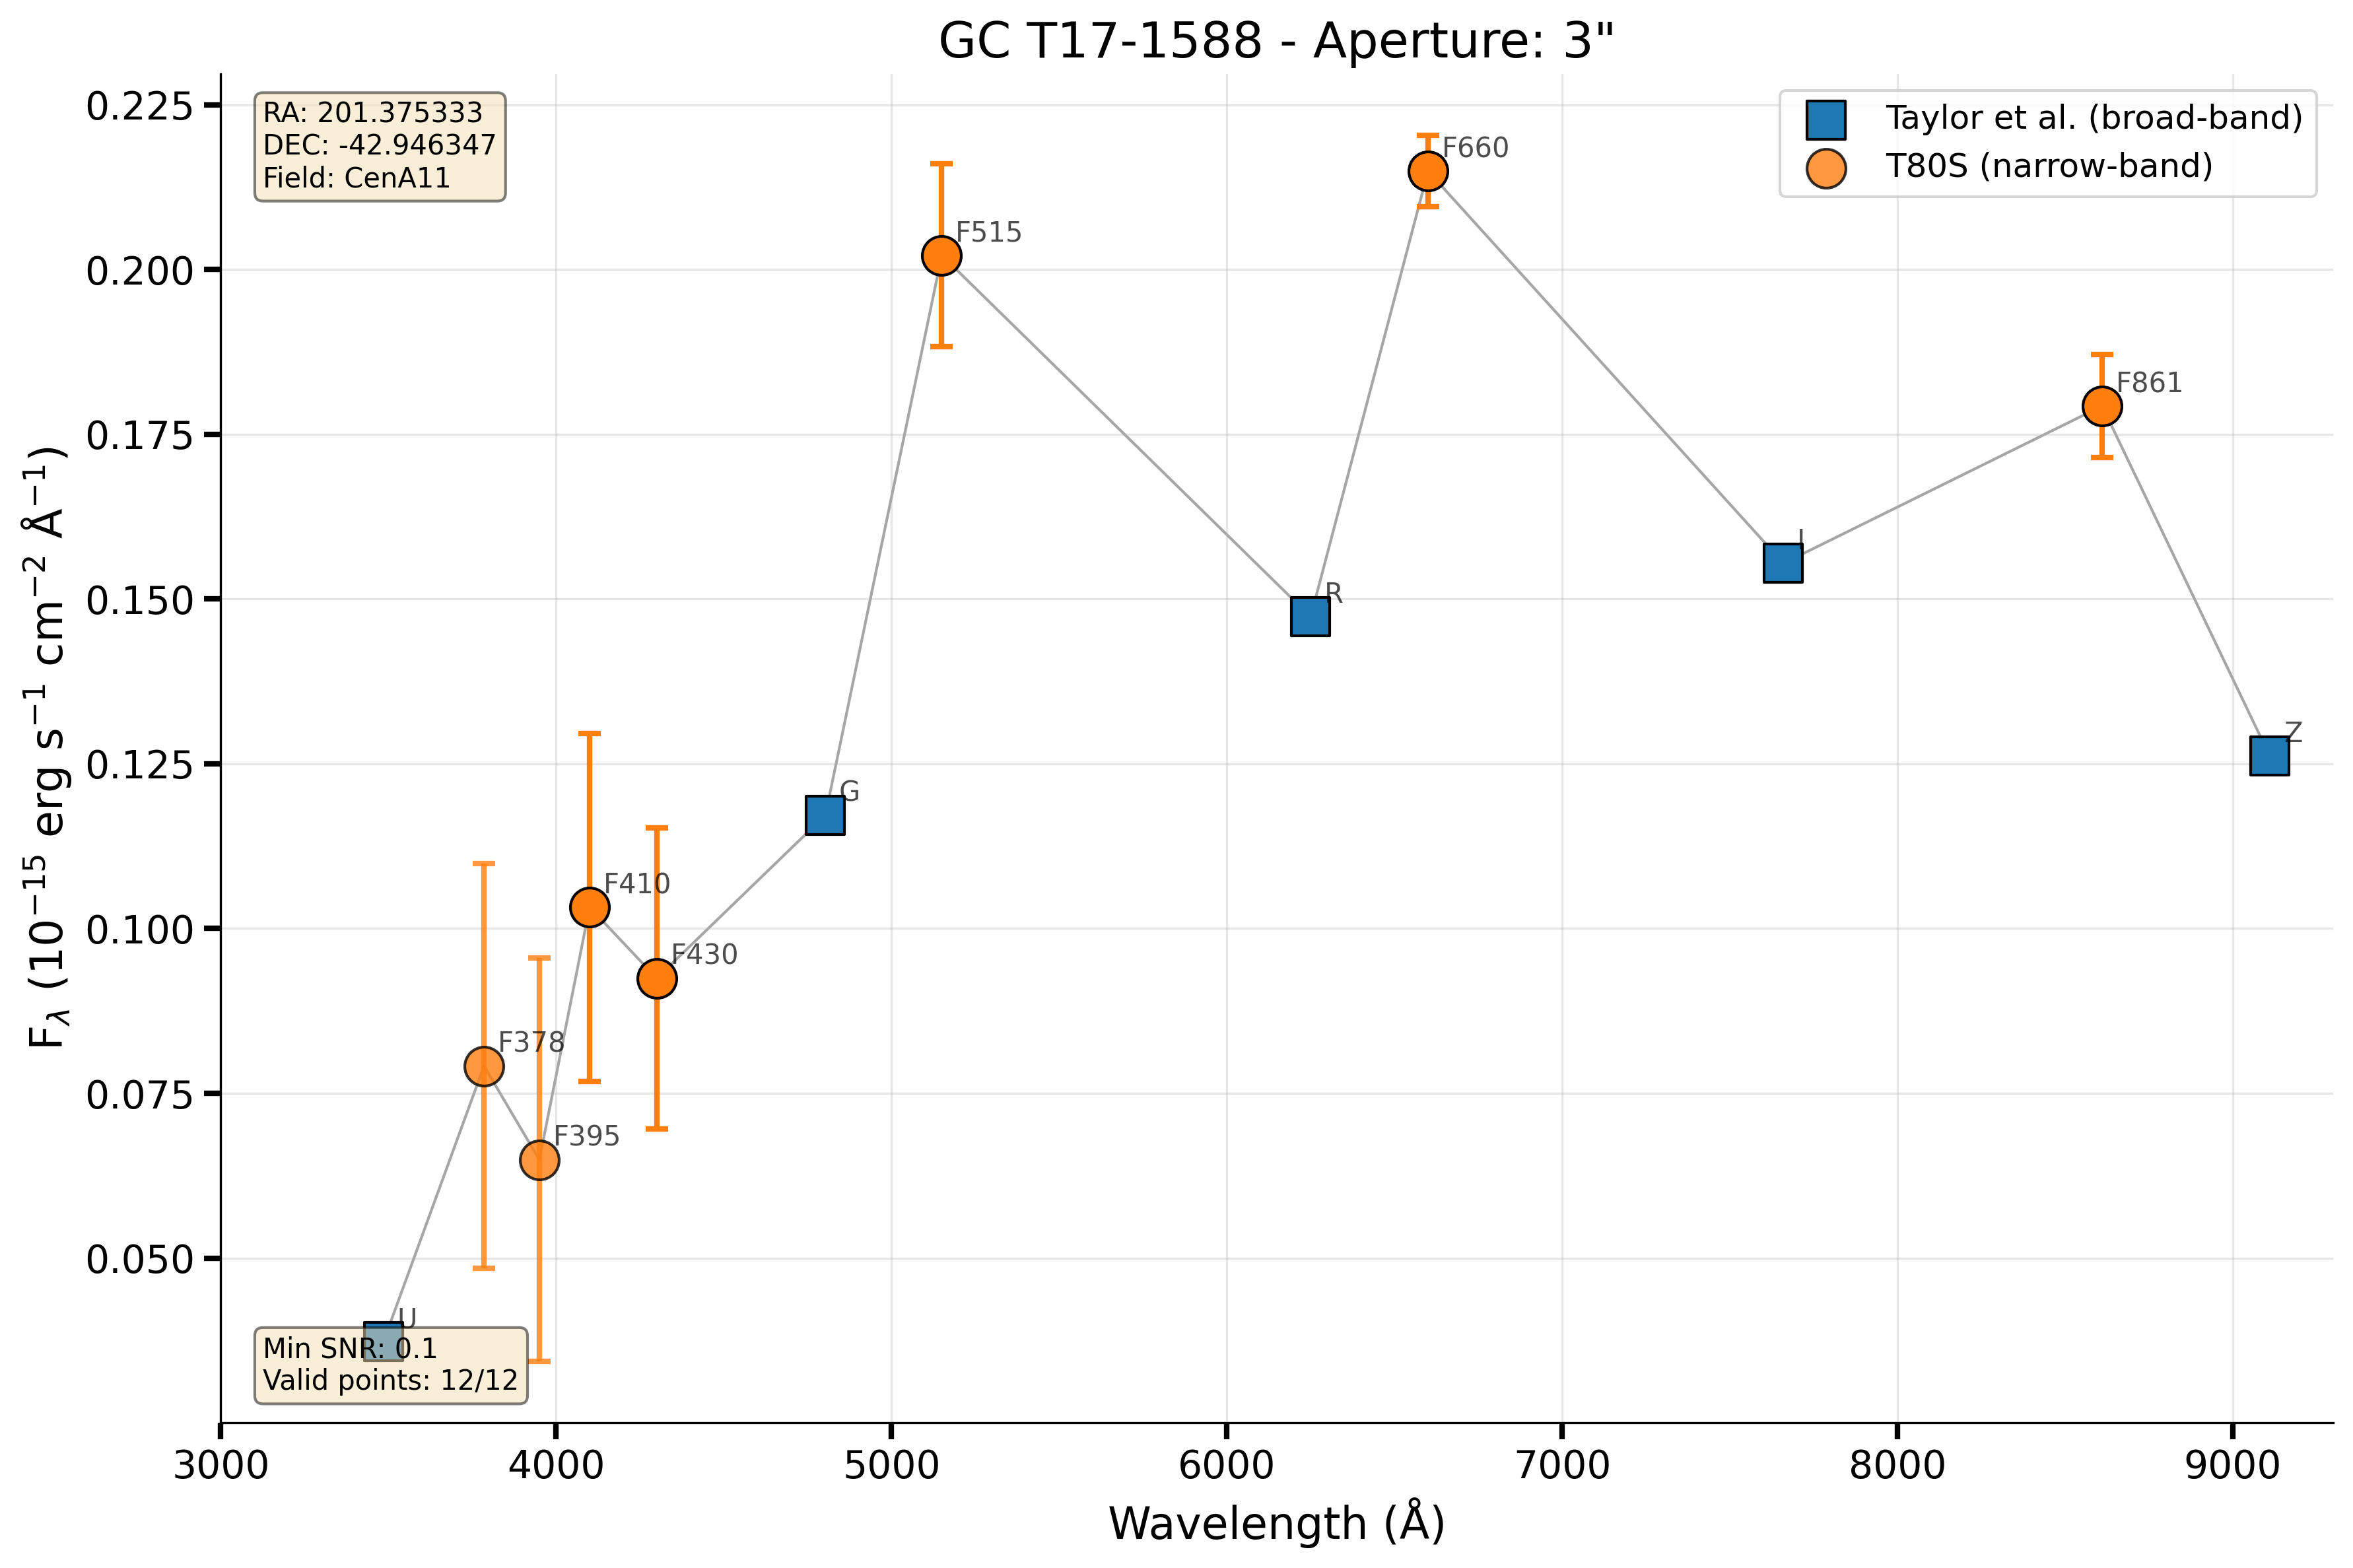 GC T17-1588 - Aperture: 3"
RA: 201.375333
DEC: -42.946347
Field: CenA11
Taylor et al. (broad-band)
T80S (narrow-band)
F660
F515
F861
I
R
Z
G
F410
F430
F378
F395
U
Min SNR: 0.1
Valid points: 12/12
0.225
0.200
0.175
0.150
0.125
0.100
0.075
0.050
F_λ (10⁻¹⁵ erg s⁻¹ cm⁻² Å⁻¹)
3000 4000 5000 6000 7000 8000 9000
Wavelength (Å)